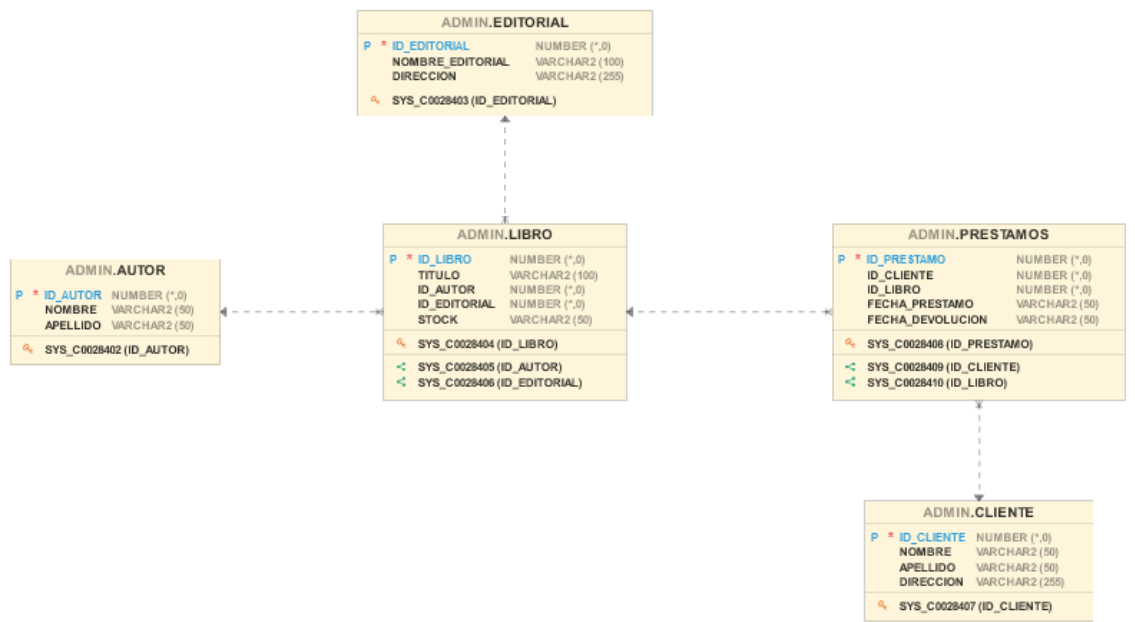 ADMIN.EDITORIAL
P * ID_EDITORIAL NUMBER (*,0)
NOMBRE_EDITORIAL VARCHAR2 (100)
DIRECCION VARCHAR2 (255)
SYS_C0028403 (ID_EDITORIAL)
ADMIN.AUTOR
P * ID_AUTOR NUMBER (*,0)
NOMBRE VARCHAR2 (50)
APELLIDO VARCHAR2 (50)
SYS_C0028402 (ID_AUTOR)
ADMIN.LIBRO
P * ID_LIBRO NUMBER (*,0)
TITULO VARCHAR2 (100)
ID_AUTOR NUMBER (*,0)
ID_EDITORIAL NUMBER (*,0)
STOCK VARCHAR2 (50)
SYS_C0028404 (ID_LIBRO)
SYS_C0028405 (ID_AUTOR)
SYS_C0028406 (ID_EDITORIAL)
ADMIN.PRESTAMOS
P * ID_PRESTAMO NUMBER (*,0)
ID_CLIENTE NUMBER (*,0)
ID_LIBRO NUMBER (*,0)
FECHA_PRESTAMO VARCHAR2 (50)
FECHA_DEVOLUCION VARCHAR2 (50)
SYS_C0028408 (ID_PRESTAMO)
SYS_C0028409 (ID_CLIENTE)
SYS_C0028410 (ID_LIBRO)
ADMIN.CLIENTE
P * ID_CLIENTE NUMBER (*,0)
NOMBRE VARCHAR2 (50)
APELLIDO VARCHAR2 (50)
DIRECCION VARCHAR2 (255)
SYS_C0028407 (ID_CLIENTE)